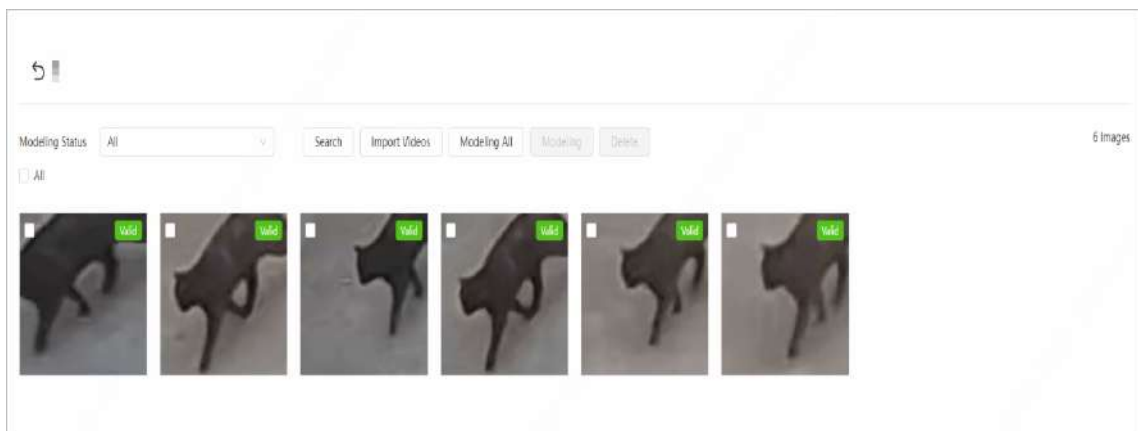 Modeling Status All Search Import Videos Modeling All Modeling Delete 6 images
All
Valid Valid Valid Valid Valid Valid